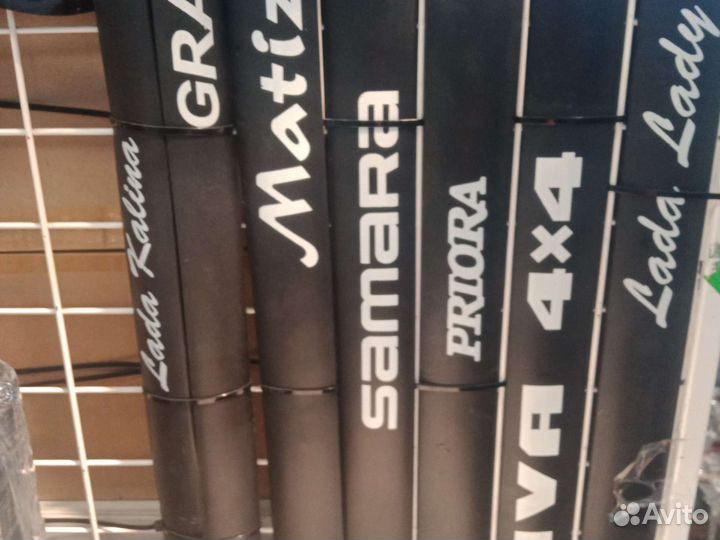 Lada Kalina
GRA
Matiz
SAMARA
PRIORA
IVA 4x4
Lada Lady
Avito